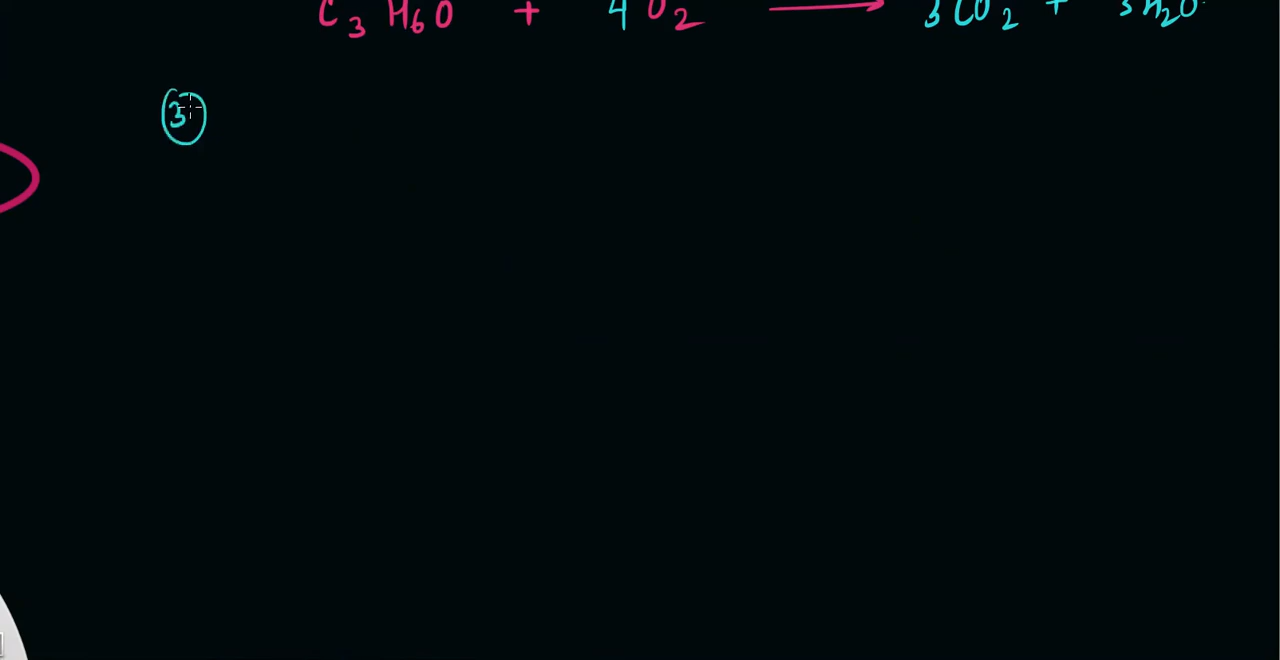 C3H6O + 4O2 → 3CO2 + 3H2O
3